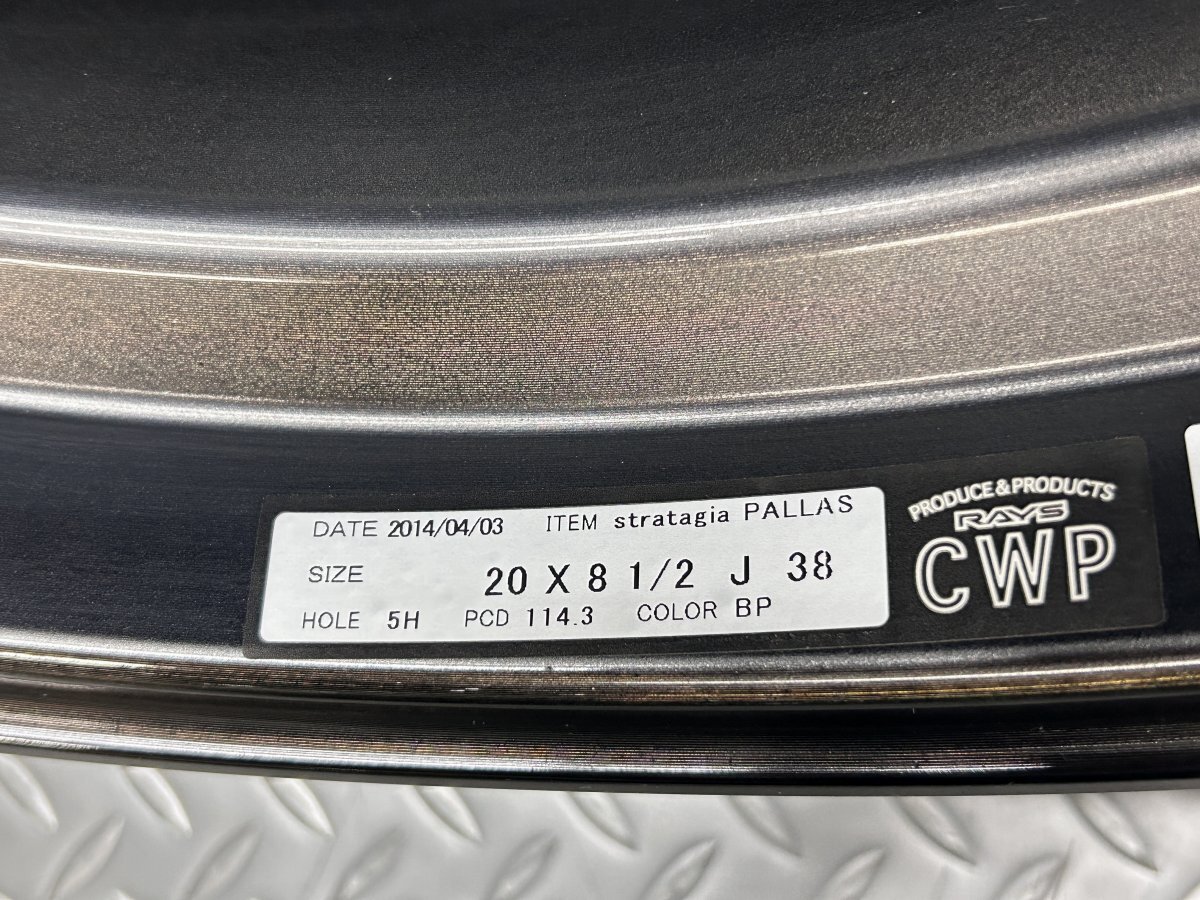 DATE 2014/04/03 ITEM stratagia PALLAS
SIZE 20 X 8 1/2 J 38
HOLE 5H PCD 114.3 COLOR BP
PRODUCE&PRODUCTS
RAYS
CWP